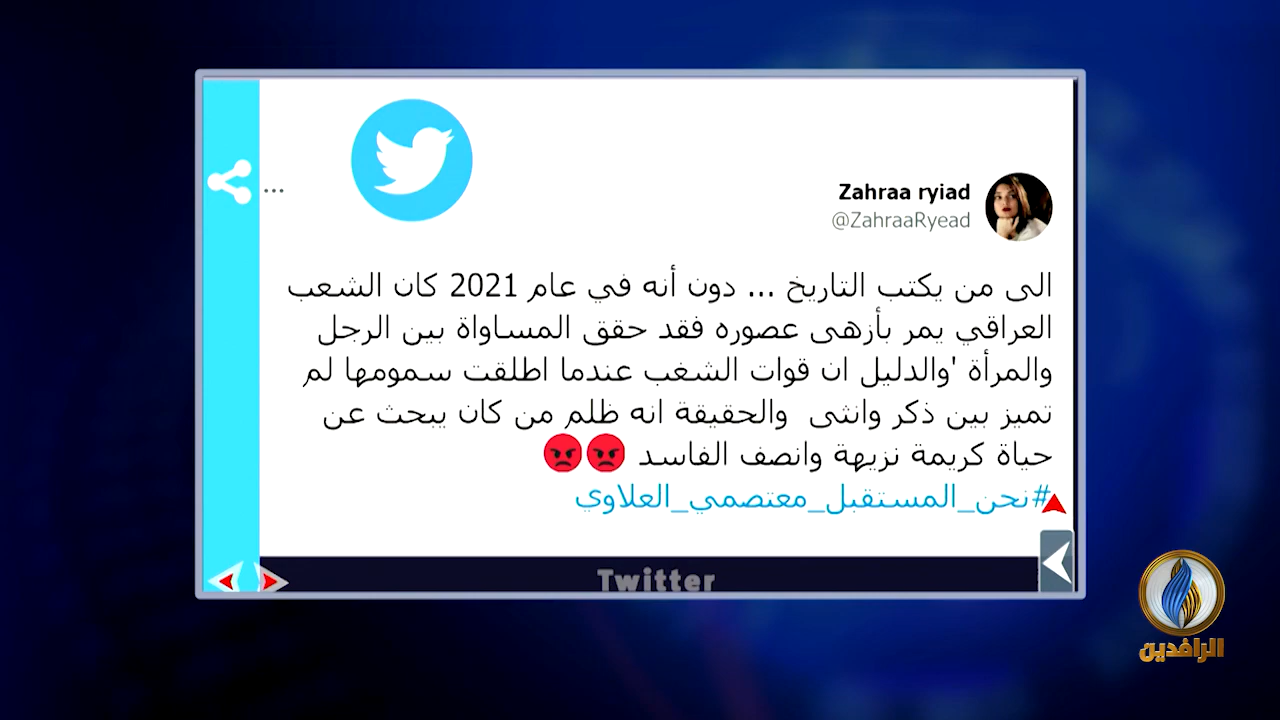 Zahraa ryiad
@ZahraaRyead
...
الى من يكتب التاريخ ... دون أنه في عام 2021 كان الشعب
العراقي يمر بأزهى عصوره فقد حقق المساواة بين الرجل
والمرأة 'والدليل ان قوات الشغب عندما اطلقت سمومها لم
تميز بين ذكر وانثى والحقيقة انه ظلم من كان يبحث عن
حياة كريمة نزيهة وانصف الفاسد 😡😡
#نحن_المستقبل_معتصمي_العلاوي
Twitter
الرافدين